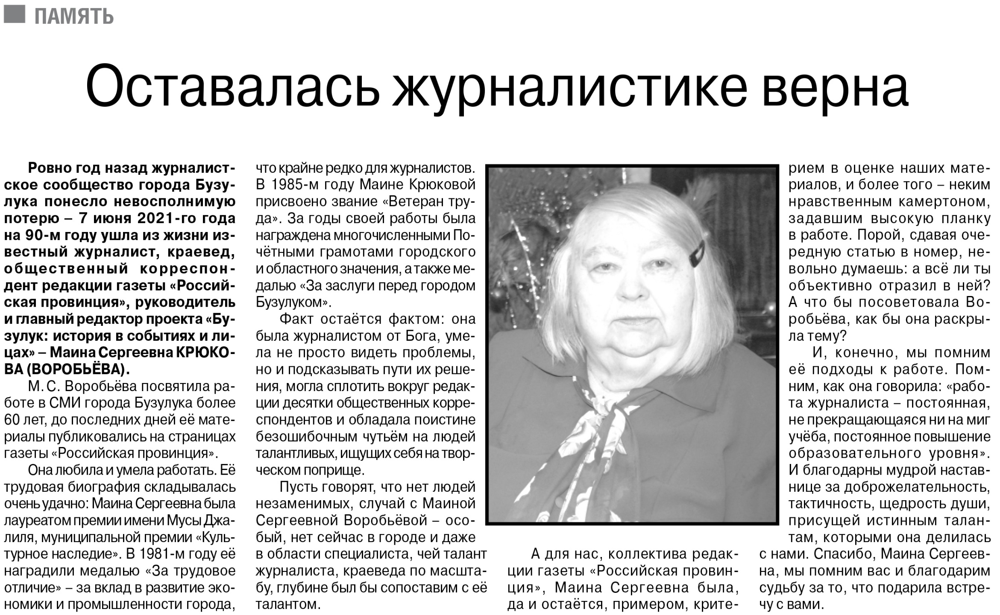 ПАМЯТЬ
Оставалась журналистике верна
Ровно год назад журналист-
ское сообщество города Бузу-
лука понесло невосполнимую
потерю – 7 июня 2021-го года
на 90-м году ушла из жизни из-
вестный журналист, краевед,
общественный корреспон-
дент редакции газеты «Россий-
ская провинция», руководитель
и главный редактор проекта «Бу-
зулук: история в событиях и ли-
цах» – Маина Сергеевна КРЮКО-
ВА (ВОРОБЬЁВА).
М. С. Воробьёва посвятила ра-
боте в СМИ города Бузулука более
60 лет, до последних дней её мате-
риалы публиковались на страницах
газеты «Российская провинция».
Она любила и умела работать. Её
трудовая биография складывалась
очень удачно: Маина Сергеевна была
лауреатом премии имени Мусы Джа-
лиля, муниципальной премии «Куль-
турное наследие». В 1981-м году её
наградили медалью «За трудовое
отличие» – за вклад в развитие эко-
номики и промышленности города,
что крайне редко для журналистов.
В 1985-м году Маине Крюковой
присвоено звание «Ветеран тру-
да». За годы своей работы была
награждена многочисленными По-
чётными грамотами городского
и областного значения, а также ме-
далью «За заслуги перед городом
Бузулуком».
Факт остаётся фактом: она
была журналистом от Бога, уме-
ла не просто видеть проблемы,
но и подсказывать пути их реше-
ния, могла сплотить вокруг редак-
ции десятки общественных корре-
спондентов и обладала поистине
безошибочным чутьём на людей
талантливых, ищущих себя на твор-
ческом поприще.
Пусть говорят, что нет людей
незаменимых, случай с Маиной
Сергеевной Воробьёвой – осо-
бый, нет сейчас в городе и даже
в области специалиста, чей талант
журналиста, краеведа по масшта-
бу, глубине был бы сопоставим с её
талантом.
А для нас, коллектива редак-
ции газеты «Российская провин-
ция», Маина Сергеевна была,
да и остаётся, примером, крите-
рием в оценке наших мате-
риалов, и более того – неким
нравственным камертоном,
задавшим высокую планку
в работе. Порой, сдавая оче-
редную статью в номер, не-
вольно думаешь: а всё ли ты
объективно отразил в ней?
А что бы посоветовала Во-
робьёва, как бы она раскры-
ла тему?
И, конечно, мы помним
её подходы к работе. Пом-
ним, как она говорила: «рабо-
та журналиста – постоянная,
не прекращающаяся ни на миг
учёба, постоянное повышение
образовательного уровня».
И благодарны мудрой настав-
нице за доброжелательность,
тактичность, щедрость души,
присущей истинным талан-
там, которыми она делилась
с нами. Спасибо, Маина Сергеев-
на, мы помним вас и благодарим
судьбу за то, что подарила встре-
чу с вами.